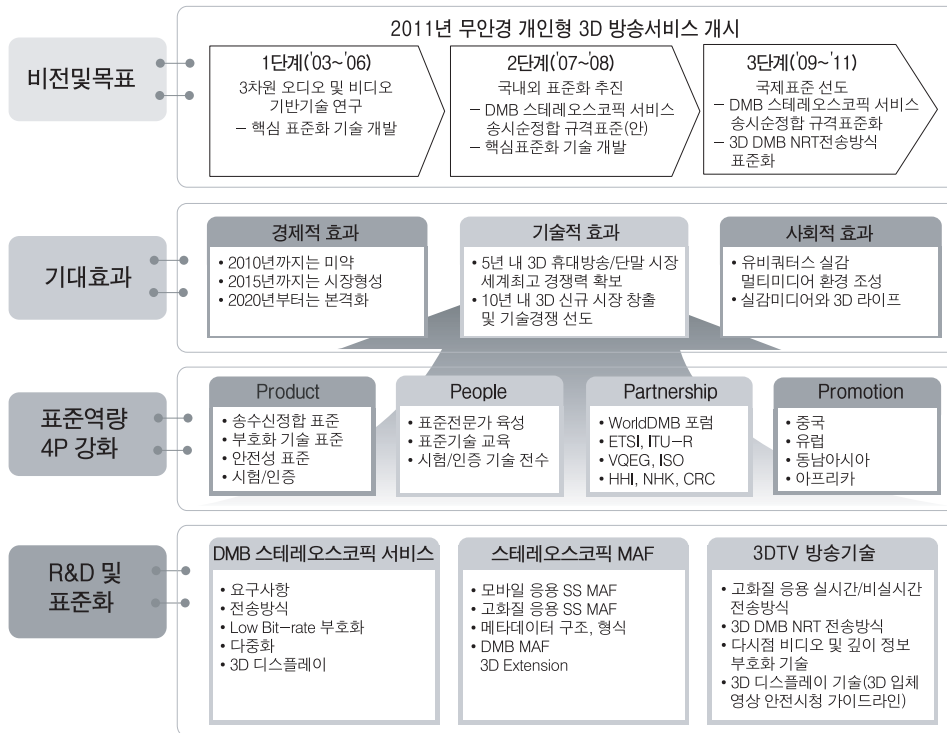 비전및목표
2011년 무안경 개인형 3D 방송서비스 개시
1단계('03~'06)
3차원 오디오 및 비디오
기반기술 연구
– 핵심 표준화 기술 개발
2단계('07~'08)
국내외 표준화 추진
– DMB 스테레오스코픽 서비스
송시순정합 규격표준(안)
– 핵심표준화 기술 개발
3단계('09~'11)
국제표준 선도
– DMB 스테레오스코픽 서비스
송시순정합 규격표준화
– 3D DMB NRT전송방식
표준화
기대효과
경제적 효과
• 2010년까지는 미약
• 2015년까지는 시장형성
• 2020년부터는 본격화
기술적 효과
• 5년 내 3D 휴대방송/단말 시장
세계최고 경쟁력 확보
• 10년 내 3D 신규 시장 창출
및 기술경쟁 선도
사회적 효과
• 유비쿼터스 실감
멀티미디어 환경 조성
• 실감미디어와 3D 라이프
표준역량
4P 강화
Product
• 송수신정합 표준
• 부호화 기술 표준
• 안전성 표준
• 시험/인증
People
• 표준전문가 육성
• 표준기술 교육
• 시험/인증 기술 전수
Partnership
• WorldDMB 포럼
• ETSI, ITU–R
• VQEG, ISO
• HHI, NHK, CRC
Promotion
• 중국
• 유럽
• 동남아시아
• 아프리카
R&D 및
표준화
DMB 스테레오스코픽 서비스
• 요구사항
• 전송방식
• Low Bit–rate 부호화
• 다중화
• 3D 디스플레이
스테레오스코픽 MAF
• 모바일 응용 SS MAF
• 고화질 응용 SS MAF
• 메타데이터 구조, 형식
• DMB MAF
3D Extension
3DTV 방송기술
• 고화질 응용 실시간/비실시간
전송방식
• 3D DMB NRT 전송방식
• 다시점 비디오 및 깊이 정보
부호화 기술
• 3D 디스플레이 기술(3D 입체
영상 안전시청 가이드라인)